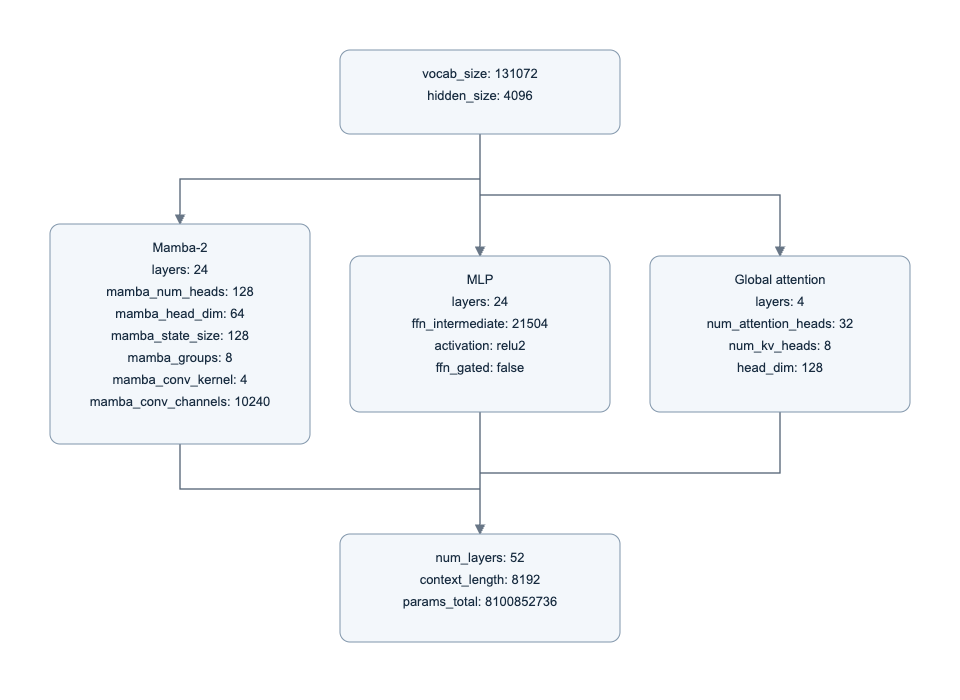 vocab_size: 131072
hidden_size: 4096
Mamba-2
layers: 24
mamba_num_heads: 128
mamba_head_dim: 64
mamba_state_size: 128
mamba_groups: 8
mamba_conv_kernel: 4
mamba_conv_channels: 10240
MLP
layers: 24
ffn_intermediate: 21504
activation: relu2
ffn_gated: false
Global attention
layers: 4
num_attention_heads: 32
num_kv_heads: 8
head_dim: 128
num_layers: 52
context_length: 8192
params_total: 8100852736